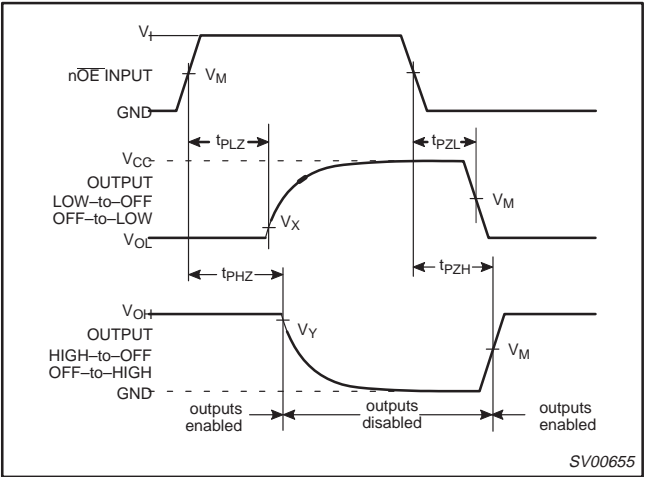 VI
nOE INPUT
VM
GND
tPLZ
tPZL
VCC
OUTPUT
LOW–to–OFF
OFF–to–LOW
VM
VX
VOL
tPHZ
tPZH
VOH
OUTPUT
HIGH–to–OFF
OFF–to–HIGH
VY
VM
GND
outputs
enabled
outputs
disabled
outputs
enabled
SV00655